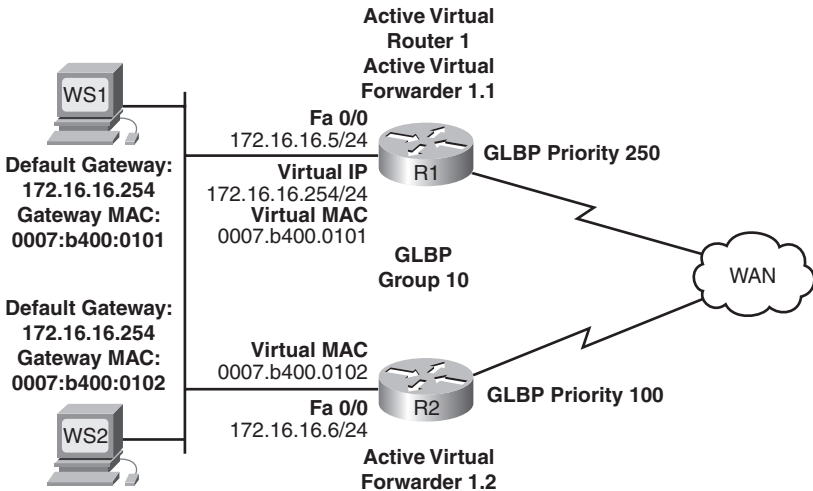 Active Virtual
Router 1
Active Virtual
Forwarder 1.1
WS1
Fa 0/0
172.16.16.5/24
R1
GLBP Priority 250
Default Gateway:
172.16.16.254
Gateway MAC:
0007:b400:0101
Virtual IP
172.16.16.254/24
Virtual MAC
0007.b400.0101
GLBP
Group 10
WAN
Default Gateway:
172.16.16.254
Gateway MAC:
0007:b400:0102
Virtual MAC
0007.b400.0102
R2
GLBP Priority 100
Fa 0/0
172.16.16.6/24
WS2
Active Virtual
Forwarder 1.2